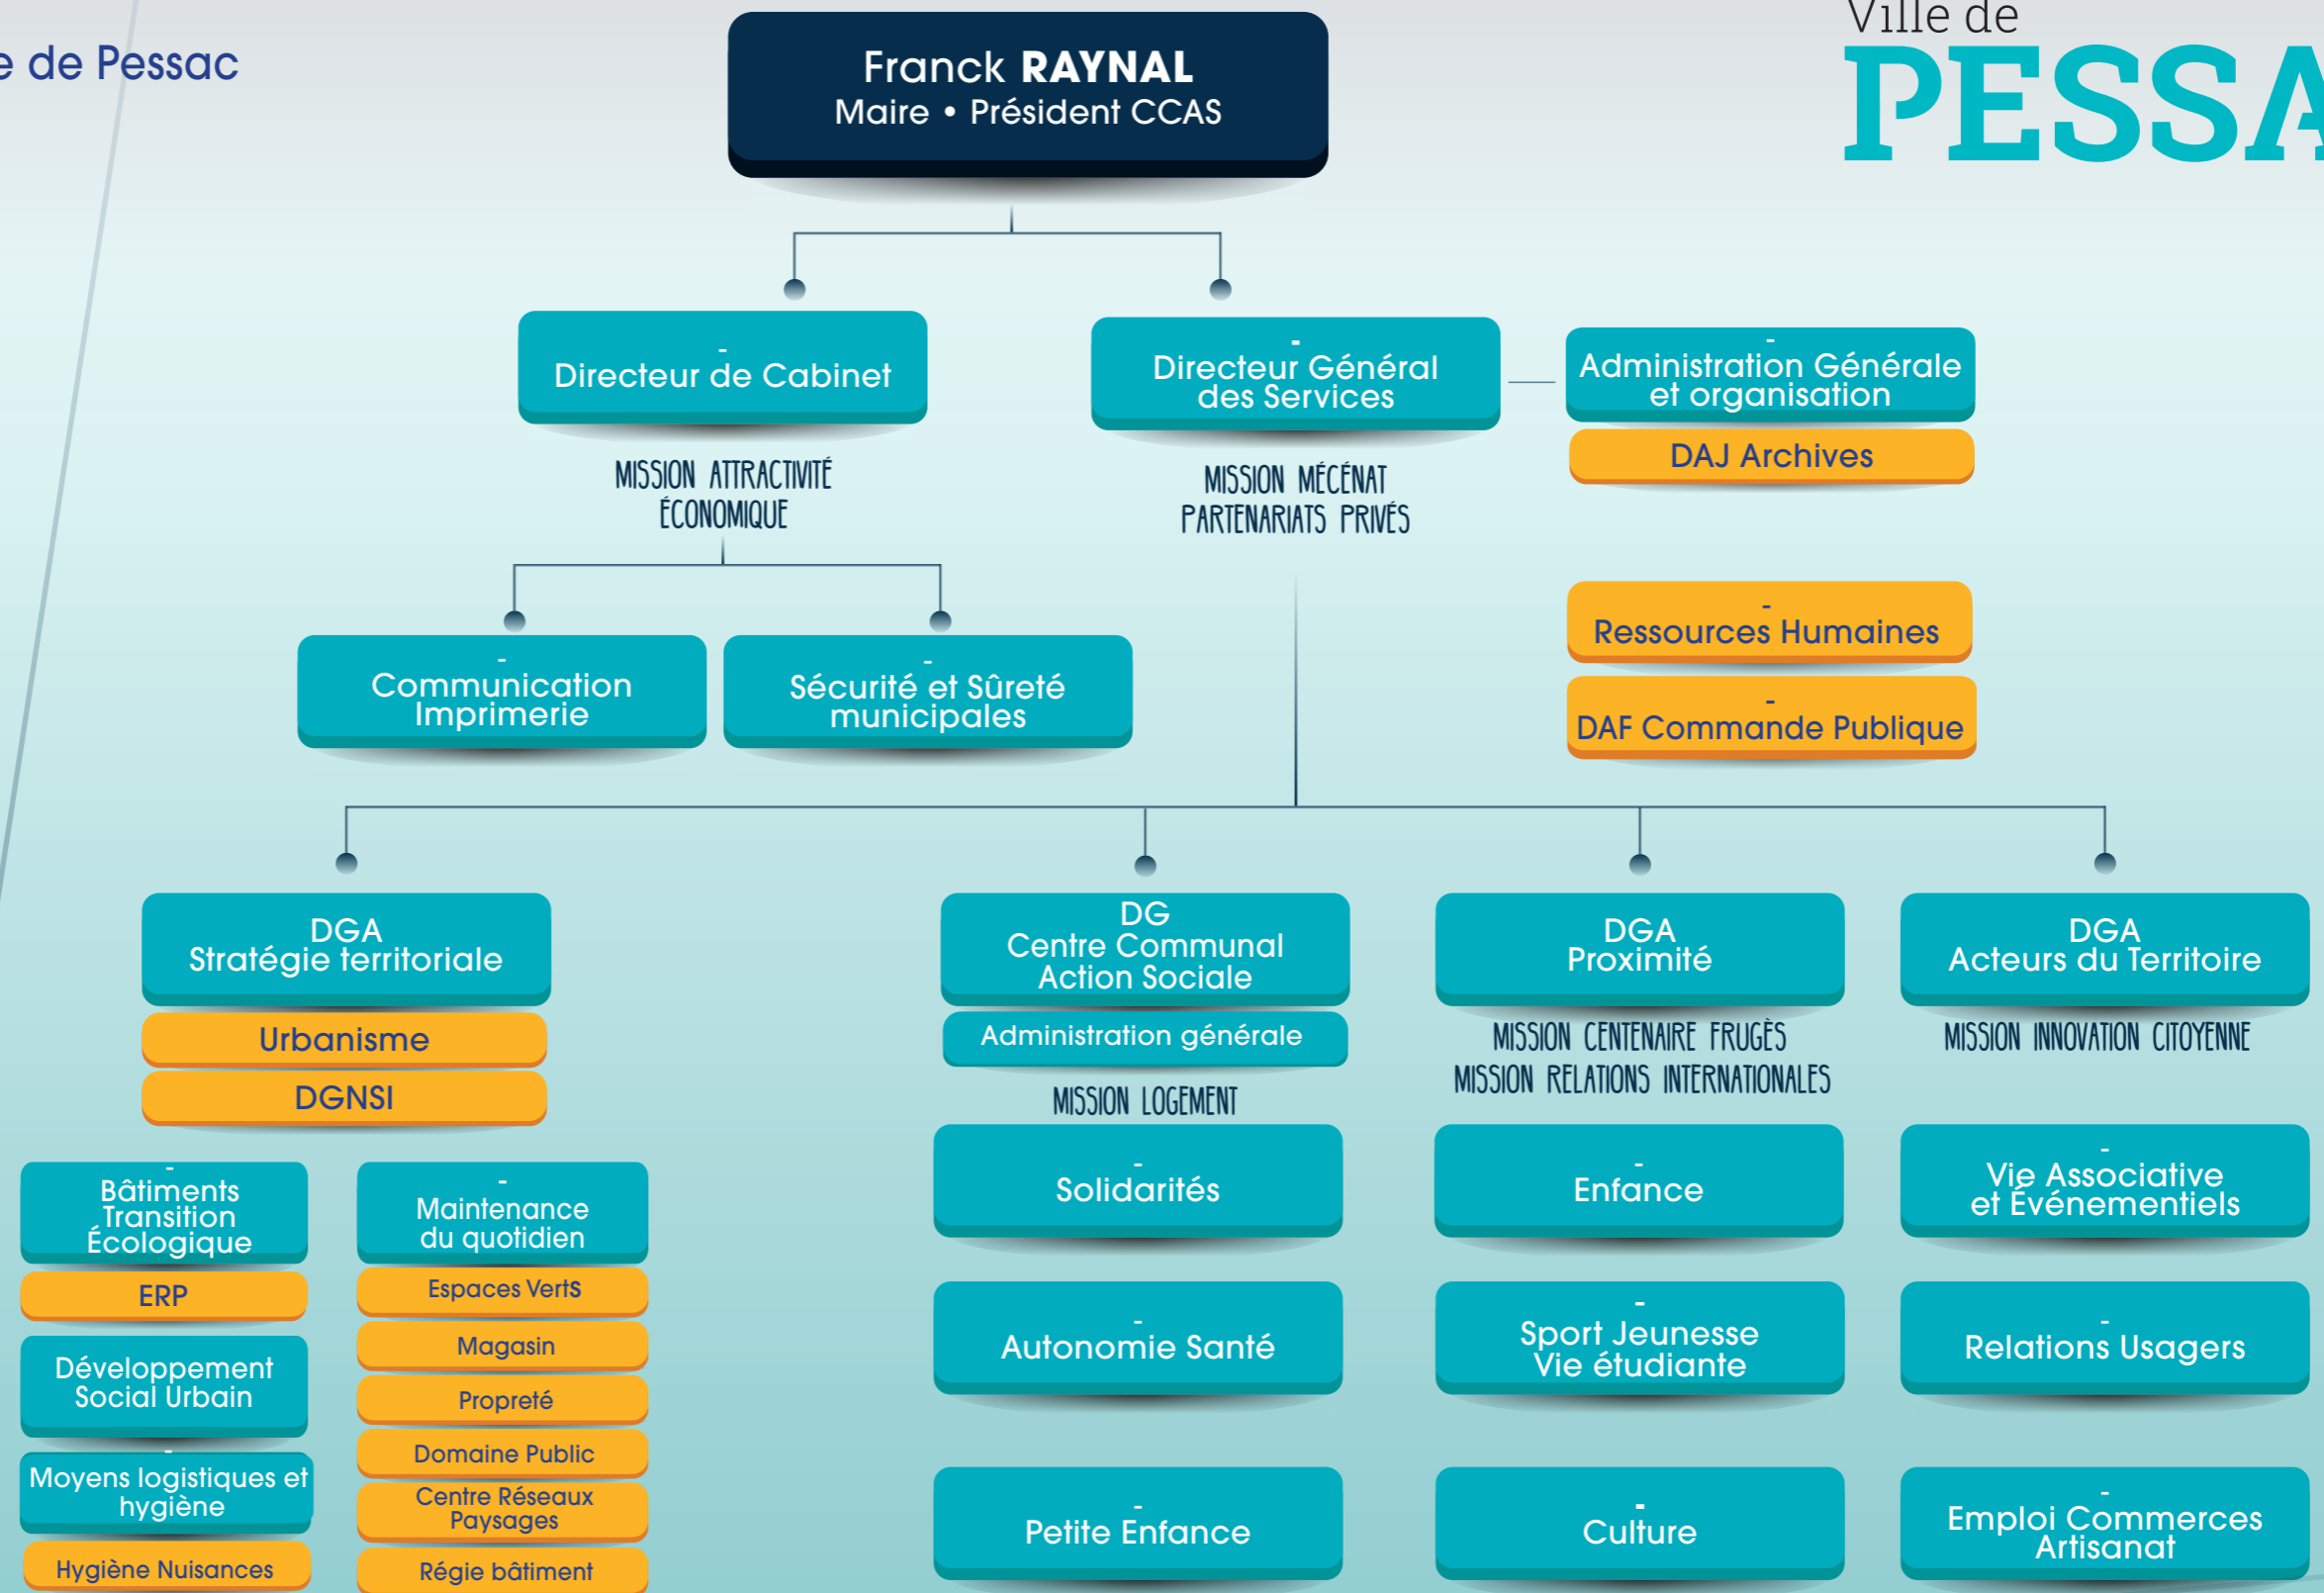 e de Pessac
Ville de
PESSA
Franck RAYNAL
Maire • Président CCAS
-
Directeur de Cabinet
MISSION ATTRACTIVITÉ
ÉCONOMIQUE
-
Directeur Général
des Services
MISSION MÉCÉNAT
PARTENARIATS PRIVÉS
-
Administration Générale
et organisation
DAJ Archives
-
Communication
Imprimerie
-
Sécurité et Sûreté
municipales
-
Ressources Humaines
-
DAF Commande Publique
DGA
Stratégie territoriale
Urbanisme
DGNSI
-
Bâtiments
Transition
Écologique
ERP
Développement
Social Urbain
-
Moyens logistiques et
hygiène
Hygiène Nuisances
-
Maintenance
du quotidien
Espaces Verts
Magasin
Propreté
Domaine Public
Centre Réseaux
Paysages
Régie bâtiment
DG
Centre Communal
Action Sociale
Administration générale
MISSION LOGEMENT
-
Solidarités
-
Autonomie Santé
-
Petite Enfance
DGA
Proximité
MISSION CENTENAIRE FRUGÈS
MISSION RELATIONS INTERNATIONALES
-
Enfance
-
Sport Jeunesse
Vie étudiante
-
Culture
DGA
Acteurs du Territoire
MISSION INNOVATION CITOYENNE
-
Vie Associative
et Événementiels
-
Relations Usagers
-
Emploi Commerces
Artisanat